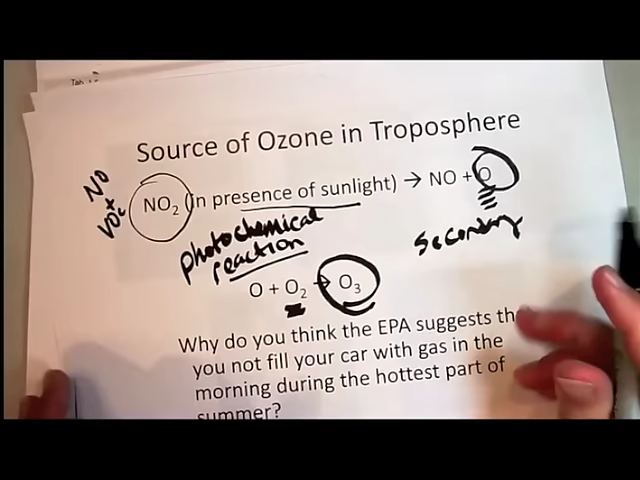 Source of Ozone in Troposphere
NO
+
VOC
NO2 (in presence of sunlight) → NO + O
photochemical
reaction
Secondary
O + O2 → O3
Why do you think the EPA suggests th
you not fill your car with gas in the
morning during the hottest part of
summer?